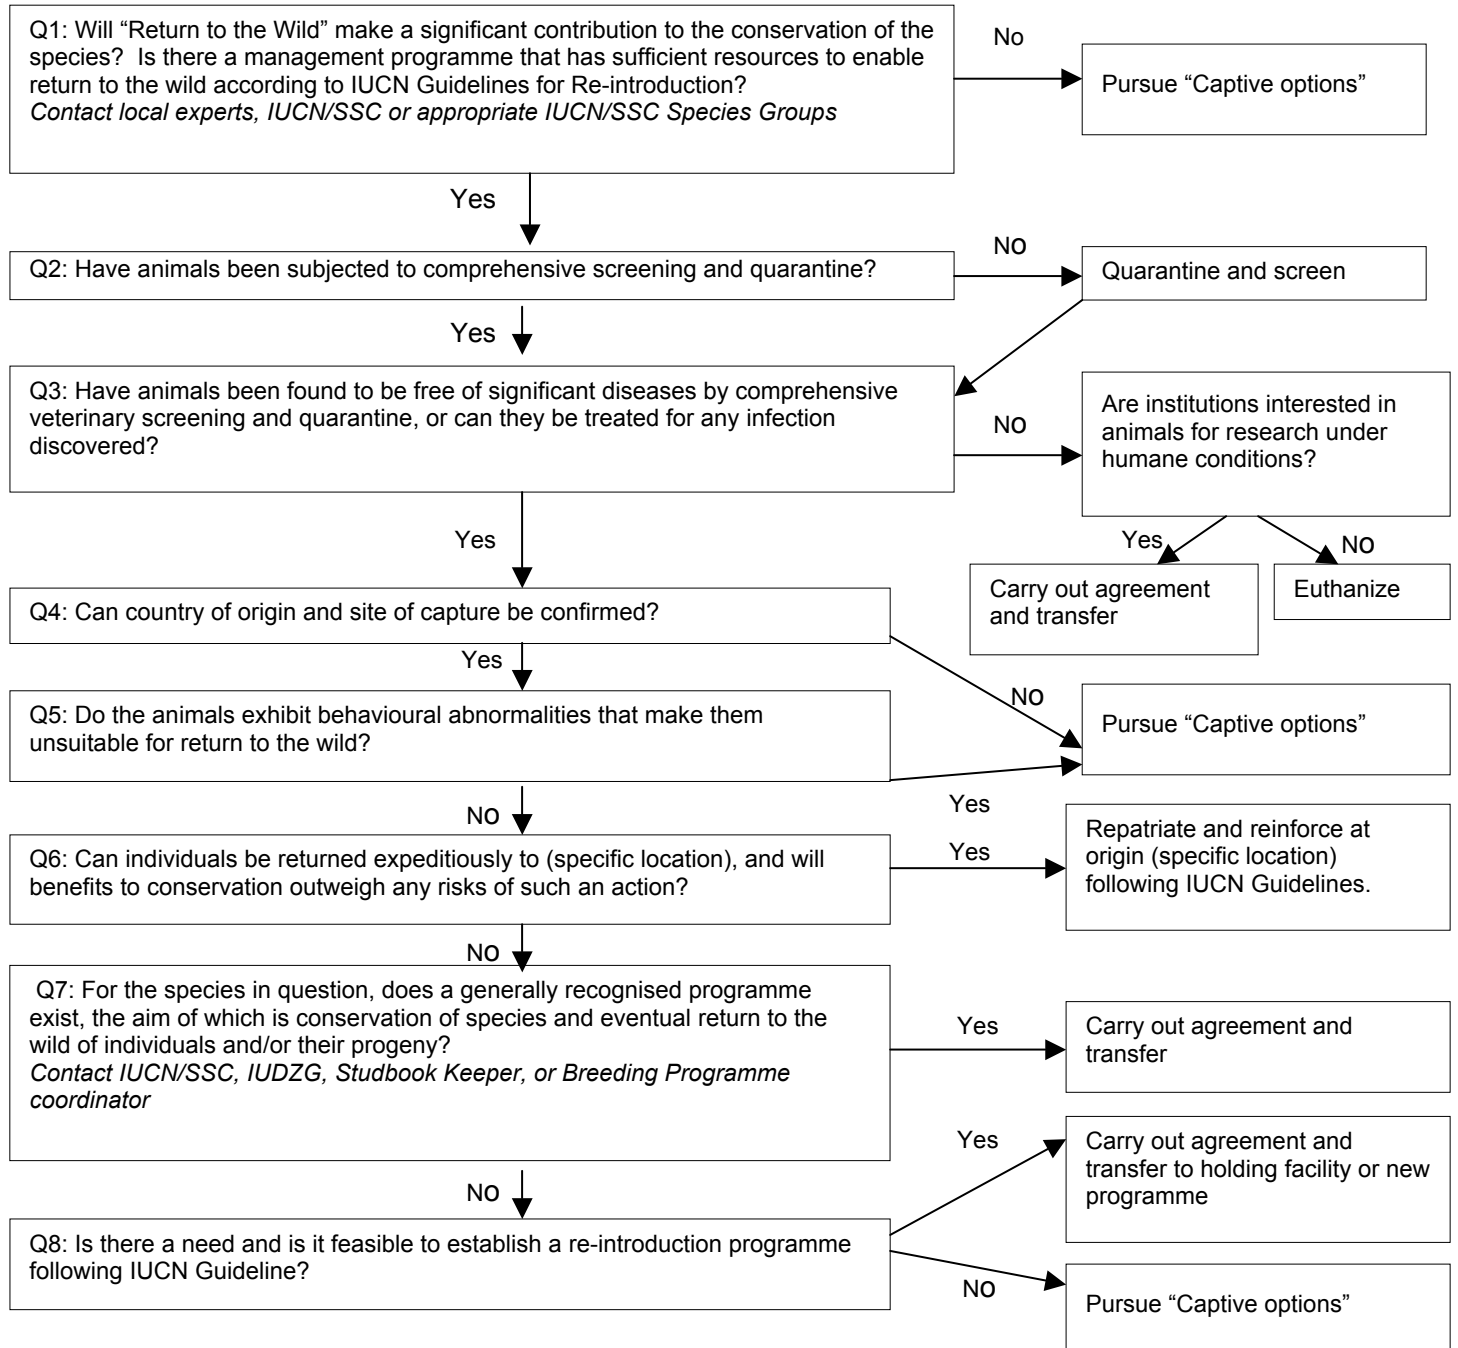 Q1: Will “Return to the Wild” make a significant contribution to the conservation of the
species?  Is there a management programme that has sufficient resources to enable
return to the wild according to IUCN Guidelines for Re-introduction?
Contact local experts, IUCN/SSC or appropriate IUCN/SSC Species Groups
No
Pursue “Captive options”
Yes
Q2: Have animals been subjected to comprehensive screening and quarantine?
No
Quarantine and screen
Yes
Q3: Have animals been found to be free of significant diseases by comprehensive
veterinary screening and quarantine, or can they be treated for any infection
discovered?
No
Are institutions interested in
animals for research under
humane conditions?
Yes
No
Carry out agreement
and transfer
Euthanize
Yes
Q4: Can country of origin and site of capture be confirmed?
No
Yes
Pursue “Captive options”
Q5: Do the animals exhibit behavioural abnormalities that make them
unsuitable for return to the wild?
Yes
No
Q6: Can individuals be returned expeditiously to (specific location), and will
benefits to conservation outweigh any risks of such an action?
Yes
Repatriate and reinforce at
origin (specific location)
following IUCN Guidelines.
No
Q7: For the species in question, does a generally recognised programme
exist, the aim of which is conservation of species and eventual return to the
wild of individuals and/or their progeny?
Contact IUCN/SSC, IUDZG, Studbook Keeper, or Breeding Programme
coordinator
Yes
Carry out agreement and
transfer
No
Q8: Is there a need and is it feasible to establish a re-introduction programme
following IUCN Guideline?
Yes
Carry out agreement and
transfer to holding facility or new
programme
No
Pursue “Captive options”